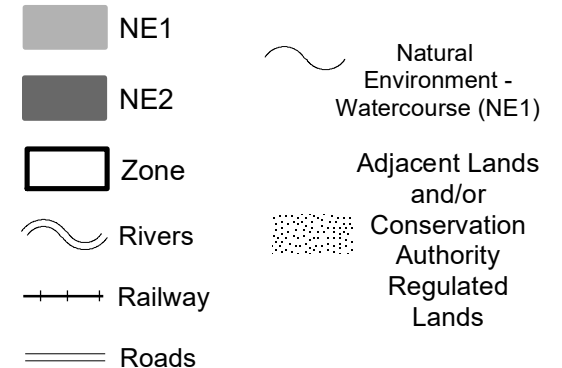 NE1
NE2
Zone
Rivers
Railway
Roads
Natural
Environment -
Watercourse (NE1)
Adjacent Lands
and/or
Conservation
Authority
Regulated
Lands